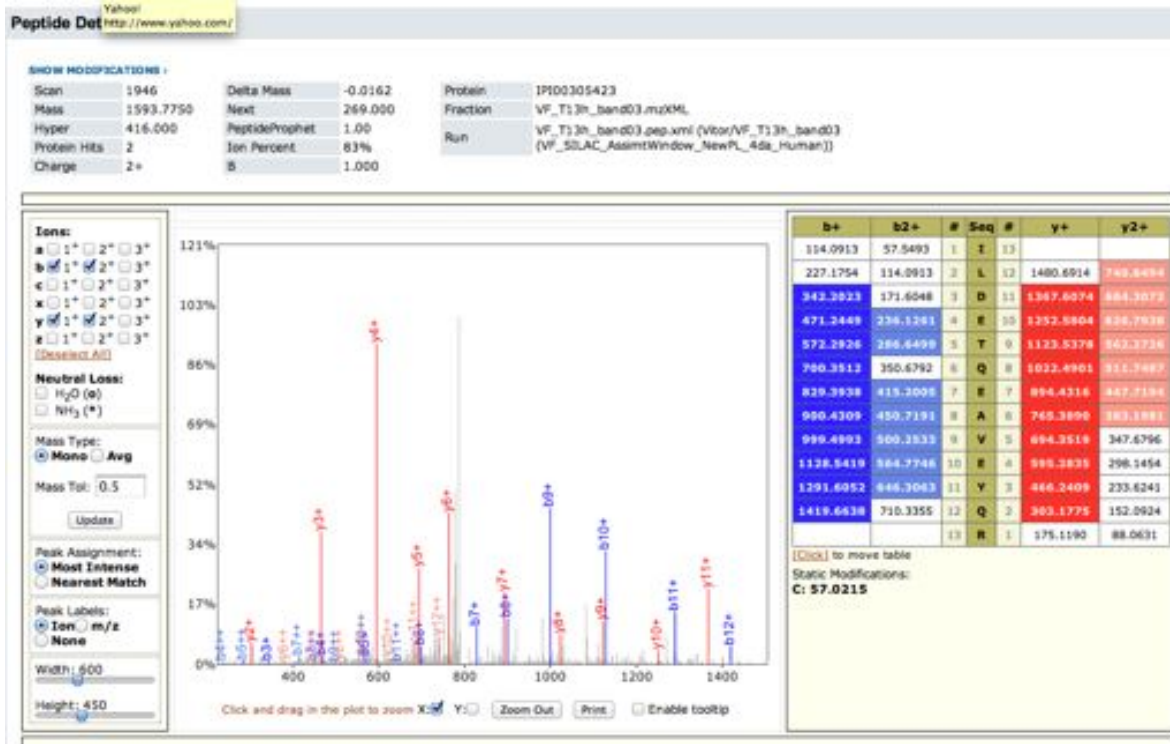 Yahoo!
http://www.yahoo.com/
Peptide Det
SHOW MODIFICATIONS ›
Scan 1946 Delta Mass -0.0162 Protein IPI00305423
Mass 1593.7750 Next 269.000 Fraction VF_T13h_band03.mzXML
Hyper 416.000 PeptideProphet 1.00 Run VF_T13h_band03.pep.xml (Vitor/VF_T13h_band03
Protein Hits 2 Ion Percent 83% (VF_SILAC_AssimtWindow_NewPL_4da_Human))
Charge 2+ B 1.000
Ions:
a 1+ 2+ 3+
b 1+ 2+ 3+
c 1+ 2+ 3+
x 1+ 2+ 3+
y 1+ 2+ 3+
z 1+ 2+ 3+
[Deselect All]
Neutral Loss:
H2O (o)
NH3 (*)
Mass Type:
Mono Avg
Mass Tol: 0.5
Update
Peak Assignment:
Most Intense
Nearest Match
Peak Labels:
Ion m/z
None
Width: 600
Height: 450
121%
103%
86%
69%
52%
34%
17%
0%
400 600 800 1000 1200 1400
b4++ b5++ y2+ b3+ b7++ y3+ b4+ b11++ y4+ y5+ y12++ y6+ b7+ b8+ y7+ b9+ y8+ y9+ b10+ y10+ b11+ y11+ b12+
Click and drag in the plot to zoom X: Y: Zoom Out Print Enable tooltip
b+ b2+ # Seq # y+ y2+
114.0913 57.5493 1 I 13
227.1754 114.0913 2 L 12 1480.6914
342.2023 171.6048 3 D 11 1367.6074
471.2449 236.1261 4 E 10 1252.5804
572.2926 286.6499 5 T 9 1123.5378
700.3512 350.6792 6 Q 8 1022.4901
829.3938 415.2005 7 E 7 894.4316
900.4309 450.7191 8 A 6 765.3890
999.4993 500.2533 9 V 5 694.3519 347.6796
1128.5419 564.7746 10 E 4 595.2835 298.1454
1291.6052 646.3063 11 Y 3 466.2409 233.6241
1419.6638 710.3355 12 Q 2 303.1775 152.0924
13 R 1 175.1190 88.0631
[Click] to move table
Static Modifications:
C: 57.0215